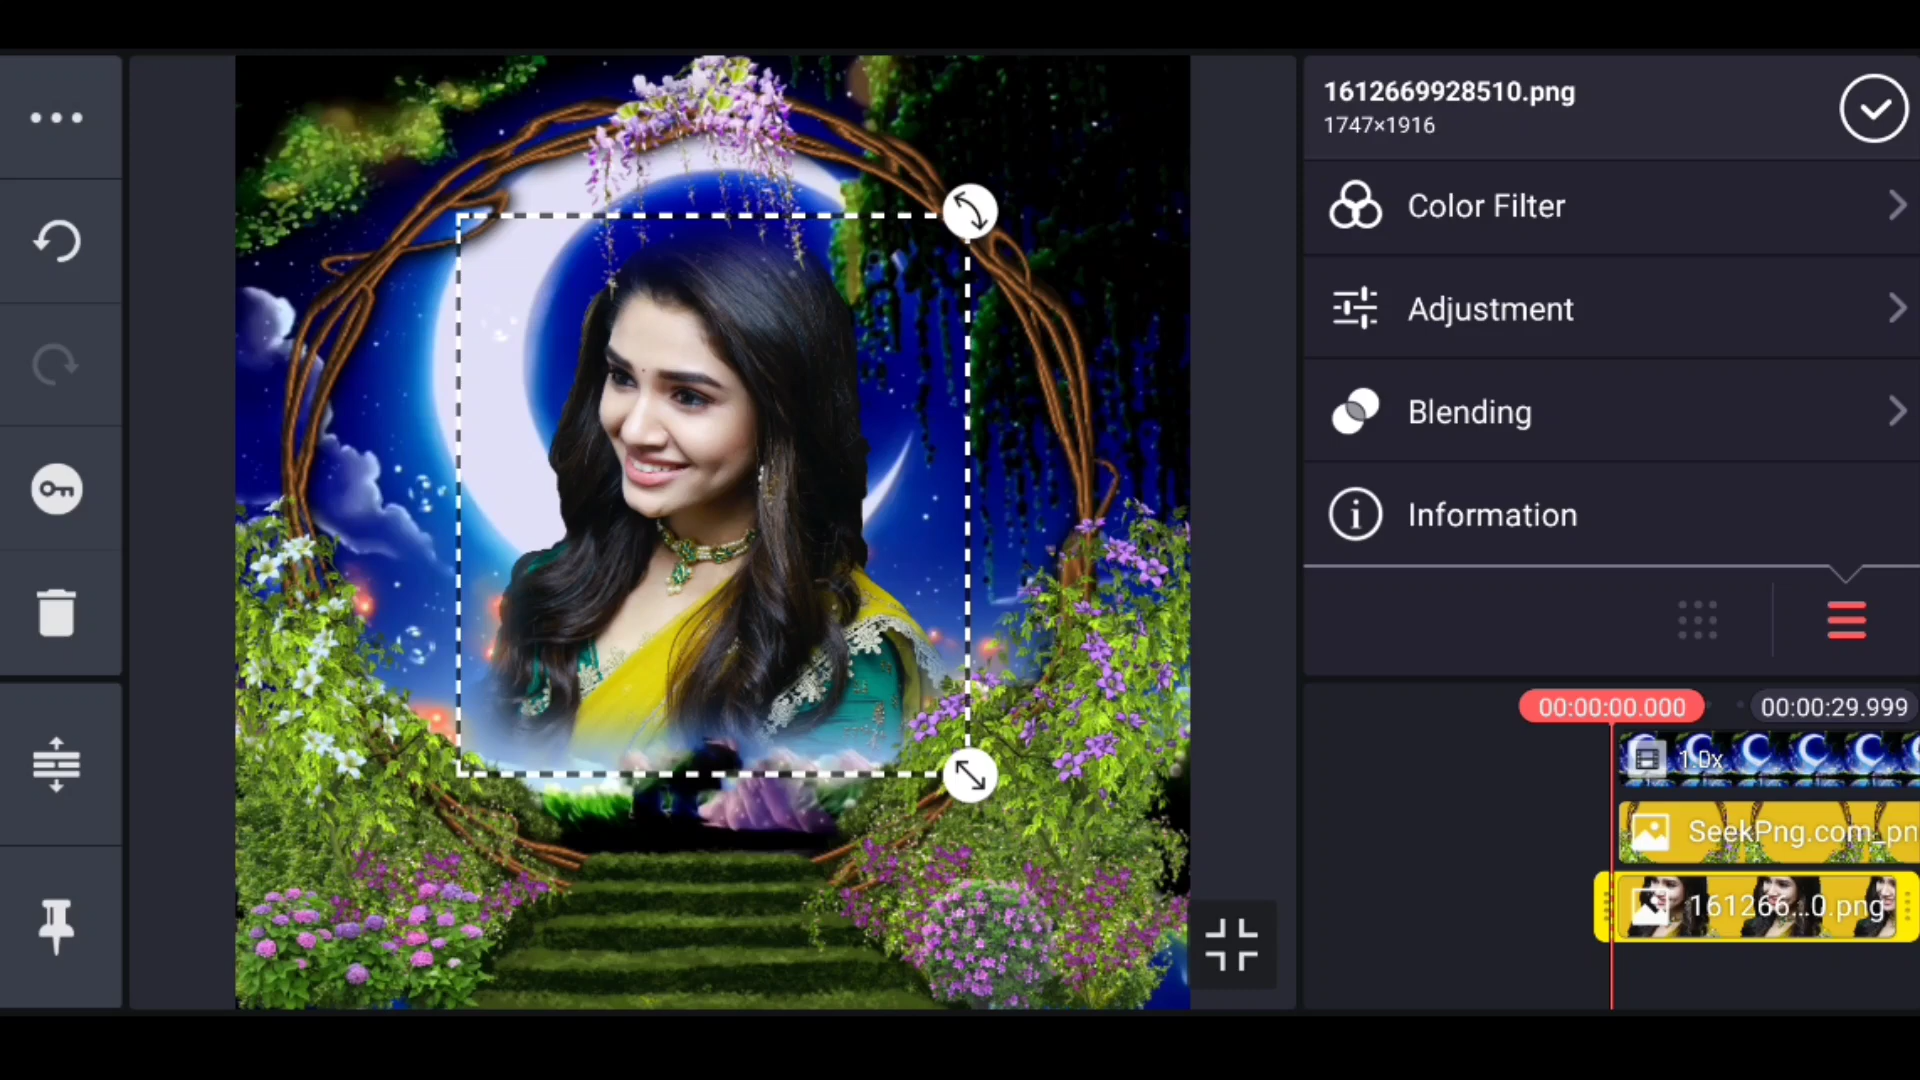 1612669928510.png
1747×1916
Color Filter
Adjustment
Blending
Information
00:00:00.000
00:00:29.999
1.0x
SeekPng.com_pn
161266...0.png